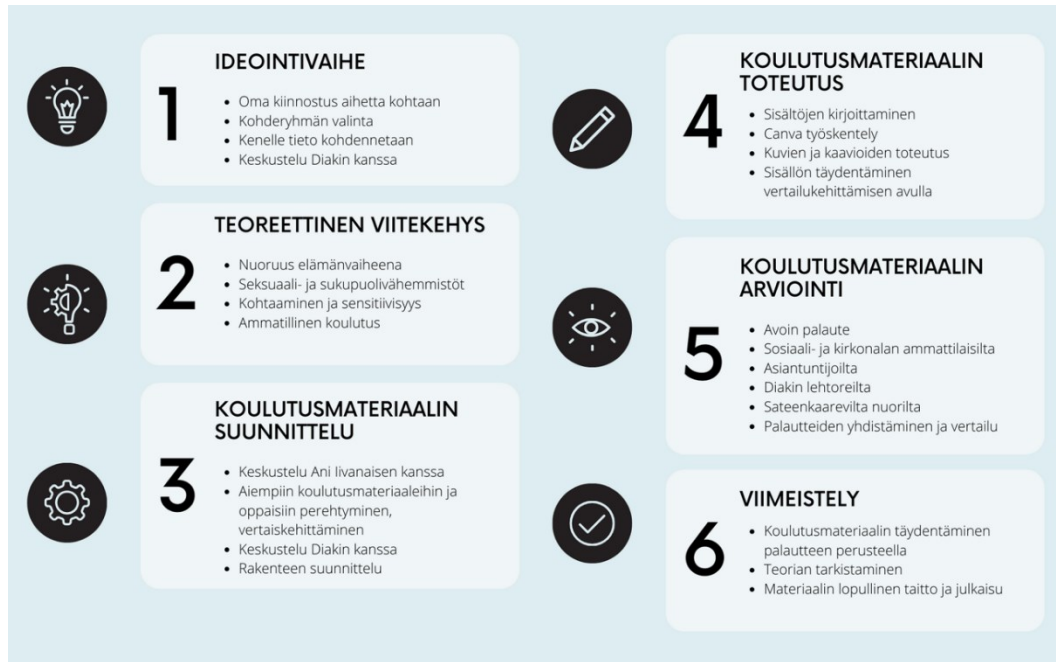 1
IDEOINTIVAIHE
• Oma kiinnostus aihetta kohtaan
• Kohderyhmän valinta
• Kenelle tieto kohdennetaan
• Keskustelu Diakin kanssa
2
TEOREETTINEN VIITEKEHYS
• Nuoruus elämänvaiheena
• Seksuaali- ja sukupuolivähemmistöt
• Kohtaaminen ja sensitiivisyys
• Ammatillinen koulutus
3
KOULUTUSMATERIAALIN
SUUNNITTELU
• Keskustelu Ani Iivanaisen kanssa
• Aiempiin koulutusmateriaaleihin ja
oppaisiin perehtyminen,
vertaiskehittäminen
• Keskustelu Diakin kanssa
• Rakenteen suunnittelu
4
KOULUTUSMATERIAALIN
TOTEUTUS
• Sisältöjen kirjoittaminen
• Canva työskentely
• Kuvien ja kaavioiden toteutus
• Sisällön täydentäminen
vertailukehittämisen avulla
5
KOULUTUSMATERIAALIN
ARVIOINTI
• Avoin palaute
• Sosiaali- ja kirkonalan ammattilaisilta
• Asiantuntijoilta
• Diakin lehtoreilta
• Sateenkaarevilta nuorilta
• Palautteiden yhdistäminen ja vertailu
6
VIIMEISTELY
• Koulutusmateriaalin täydentäminen
palautteen perusteella
• Teorian tarkistaminen
• Materiaalin lopullinen taitto ja julkaisu